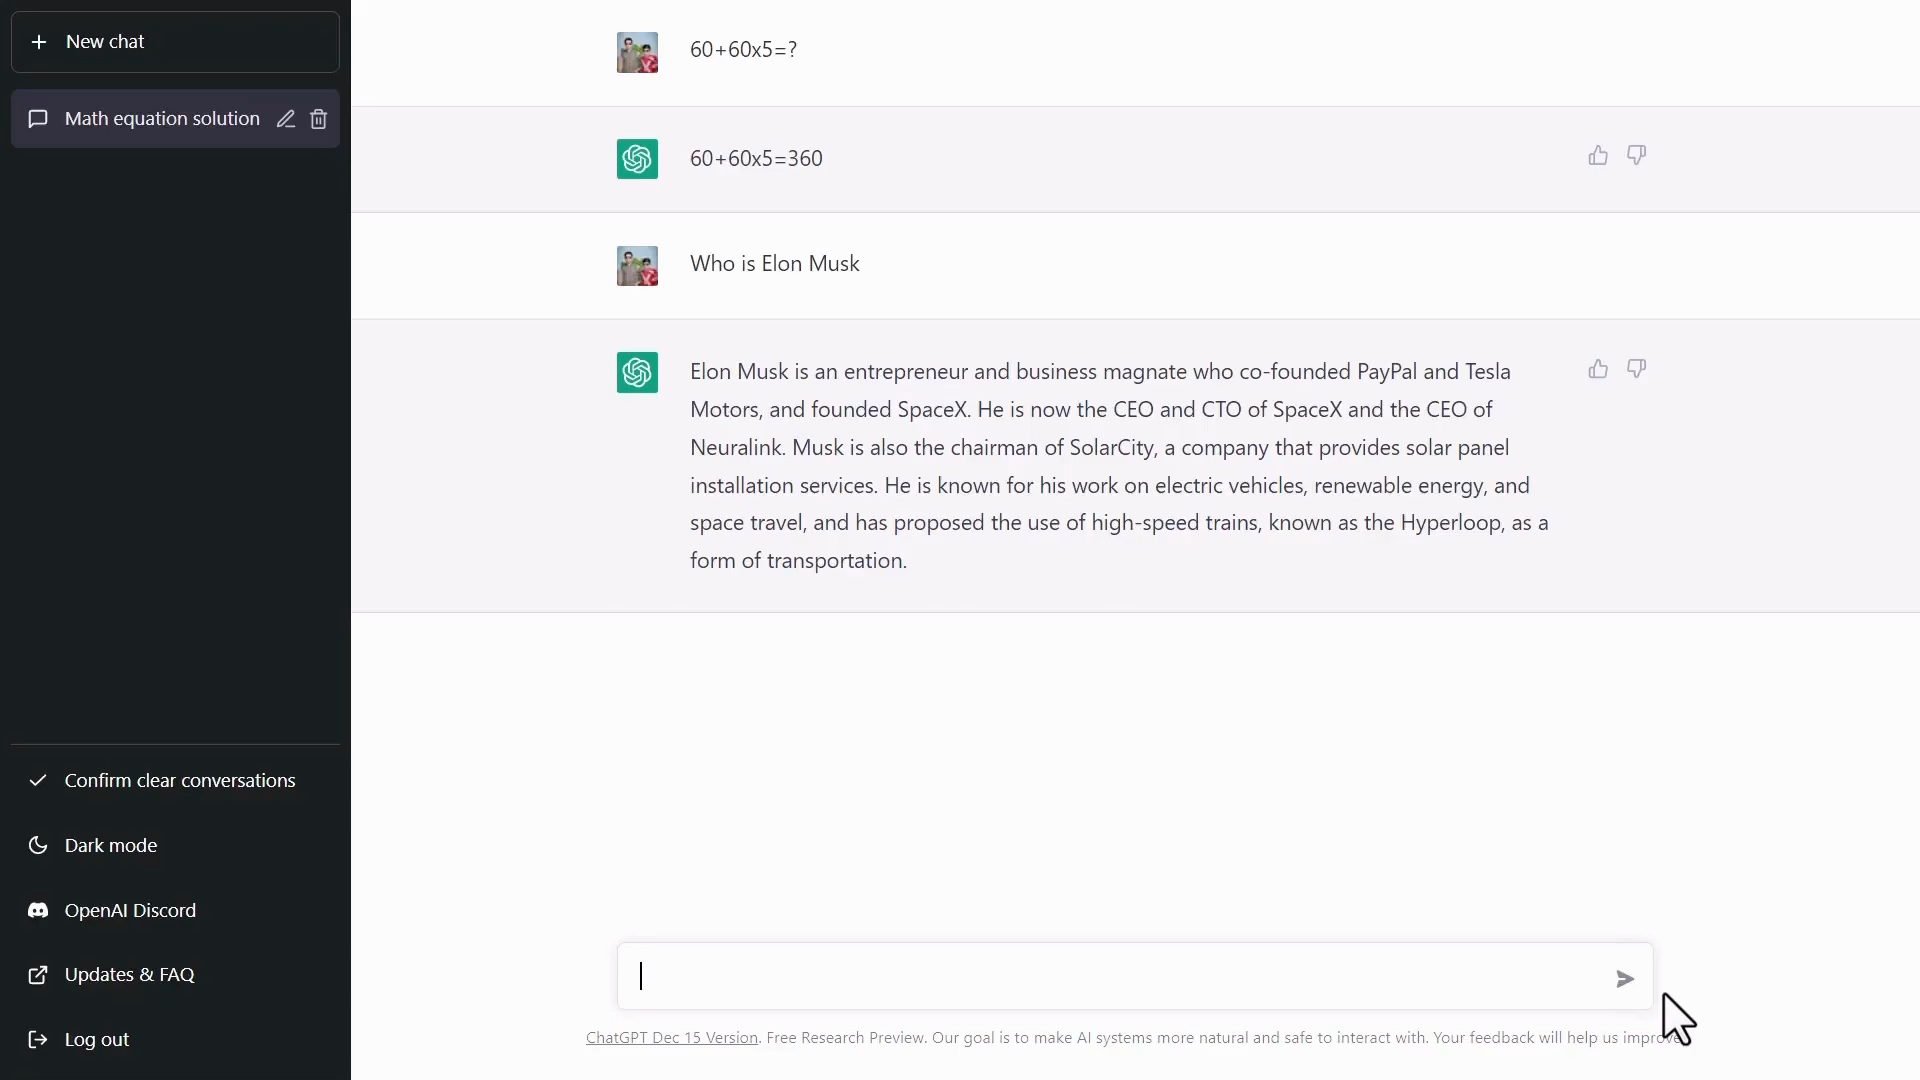 New chat
Math equation solution
Confirm clear conversations
Dark mode
OpenAI Discord
Updates & FAQ
Log out
60+60x5=?
60+60x5=360
Who is Elon Musk
Elon Musk is an entrepreneur and business magnate who co-founded PayPal and Tesla
Motors, and founded SpaceX. He is now the CEO and CTO of SpaceX and the CEO of
Neuralink. Musk is also the chairman of SolarCity, a company that provides solar panel
installation services. He is known for his work on electric vehicles, renewable energy, and
space travel, and has proposed the use of high-speed trains, known as the Hyperloop, as a
form of transportation.
ChatGPT Dec 15 Version. Free Research Preview. Our goal is to make AI systems more natural and safe to interact with. Your feedback will help us improve